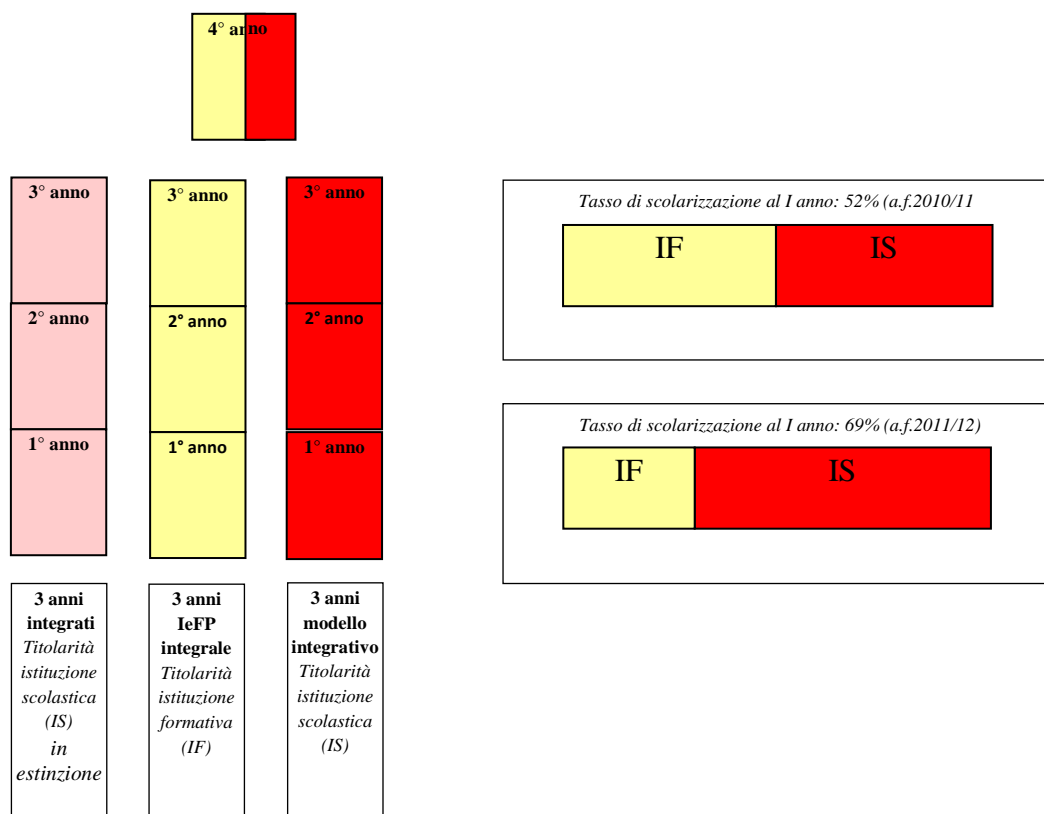 4° anno
3° anno
2° anno
1° anno
3 anni
integrati
Titolarità
istituzione
scolastica
(IS)
in
estinzione
3° anno
2° anno
1° anno
3 anni
IeFP
integrale
Titolarità
istituzione
formativa
(IF)
3° anno
2° anno
1° anno
3 anni
modello
integrativo
Titolarità
istituzione
scolastica
(IS)
Tasso di scolarizzazione al I anno: 52% (a.f.2010/11
IF IS
Tasso di scolarizzazione al I anno: 69% (a.f.2011/12)
IF IS